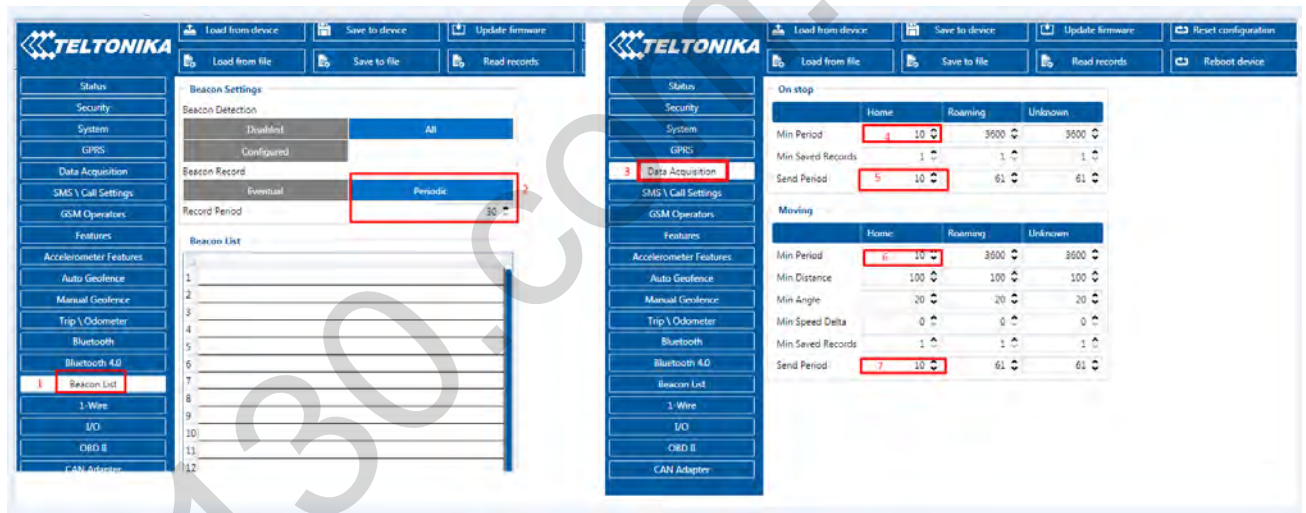 TELTONIKA
Load from device
Save to device
Update firmware
Load from file
Save to file
Read records
Status
Security
System
GPRS
Data Acquisition
SMS \ Call Settings
GSM Operators
Features
Accelerometer Features
Auto Geofence
Manual Geofence
Trip \ Odometer
Bluetooth
Bluetooth 4.0
1 Beacon List
1-Wire
I/O
OBD II
CAN Adapter
Beacon Settings
Beacon Detection
Disabled All
Configured
Beacon Record
Eventual Periodic 2
Record Period 30
Beacon List
1
2
3
4
5
6
7
8
9
10
11
12
TELTONIKA
Load from device
Save to device
Update firmware
Reset configuration
Load from file
Save to file
Read records
Reboot device
Status
Security
System
GPRS
3 Data Acquisition
SMS \ Call Settings
GSM Operators
Features
Accelerometer Features
Auto Geofence
Manual Geofence
Trip \ Odometer
Bluetooth
Bluetooth 4.0
Beacon List
1-Wire
I/O
OBD II
CAN Adapter
On stop
Home Roaming Unknown
Min Period 4 10 3600 3600
Min Saved Records 1 1 1
Send Period 5 10 61 61
Moving
Home Roaming Unknown
Min Period 6 10 3600 3600
Min Distance 100 100 100
Min Angle 20 20 20
Min Speed Delta 0 0 0
Min Saved Records 1 1 1
Send Period 7 10 61 61